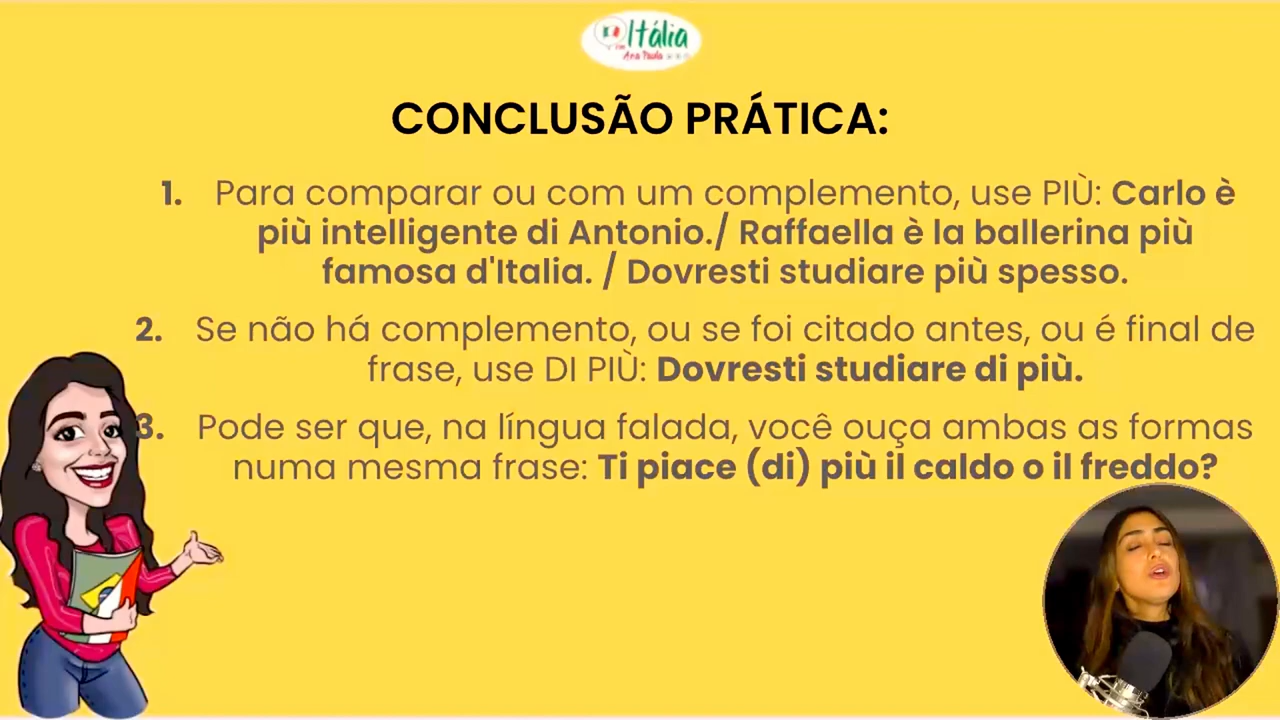 Itália
Ana Paula
CONCLUSÃO PRÁTICA:
1. Para comparar ou com um complemento, use PIÙ: Carlo è
più intelligente di Antonio./ Raffaella è la ballerina più
famosa d'Italia. / Dovresti studiare più spesso.
2. Se não há complemento, ou se foi citado antes, ou é final de
frase, use DI PIÙ: Dovresti studiare di più.
3. Pode ser que, na língua falada, você ouça ambas as formas
numa mesma frase: Ti piace (di) più il caldo o il freddo?